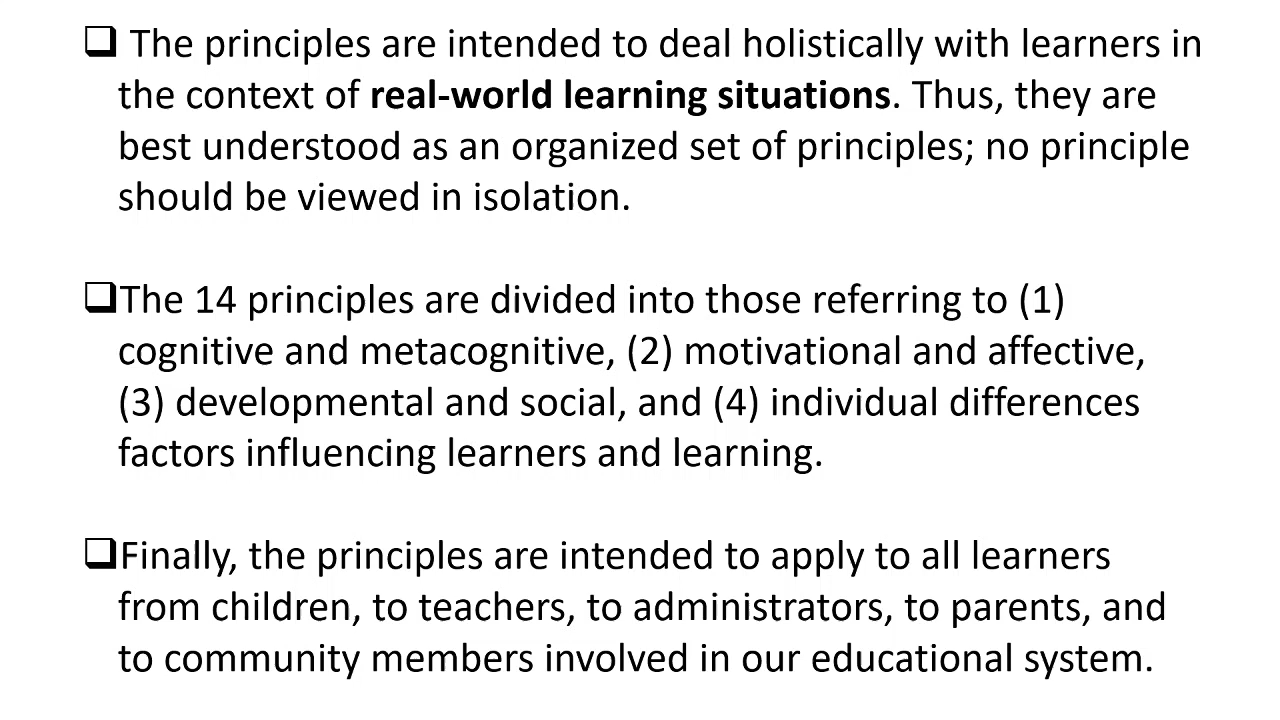 ❑ The principles are intended to deal holistically with learners in
the context of real-world learning situations. Thus, they are
best understood as an organized set of principles; no principle
should be viewed in isolation.
❑The 14 principles are divided into those referring to (1)
cognitive and metacognitive, (2) motivational and affective,
(3) developmental and social, and (4) individual differences
factors influencing learners and learning.
❑Finally, the principles are intended to apply to all learners
from children, to teachers, to administrators, to parents, and
to community members involved in our educational system.